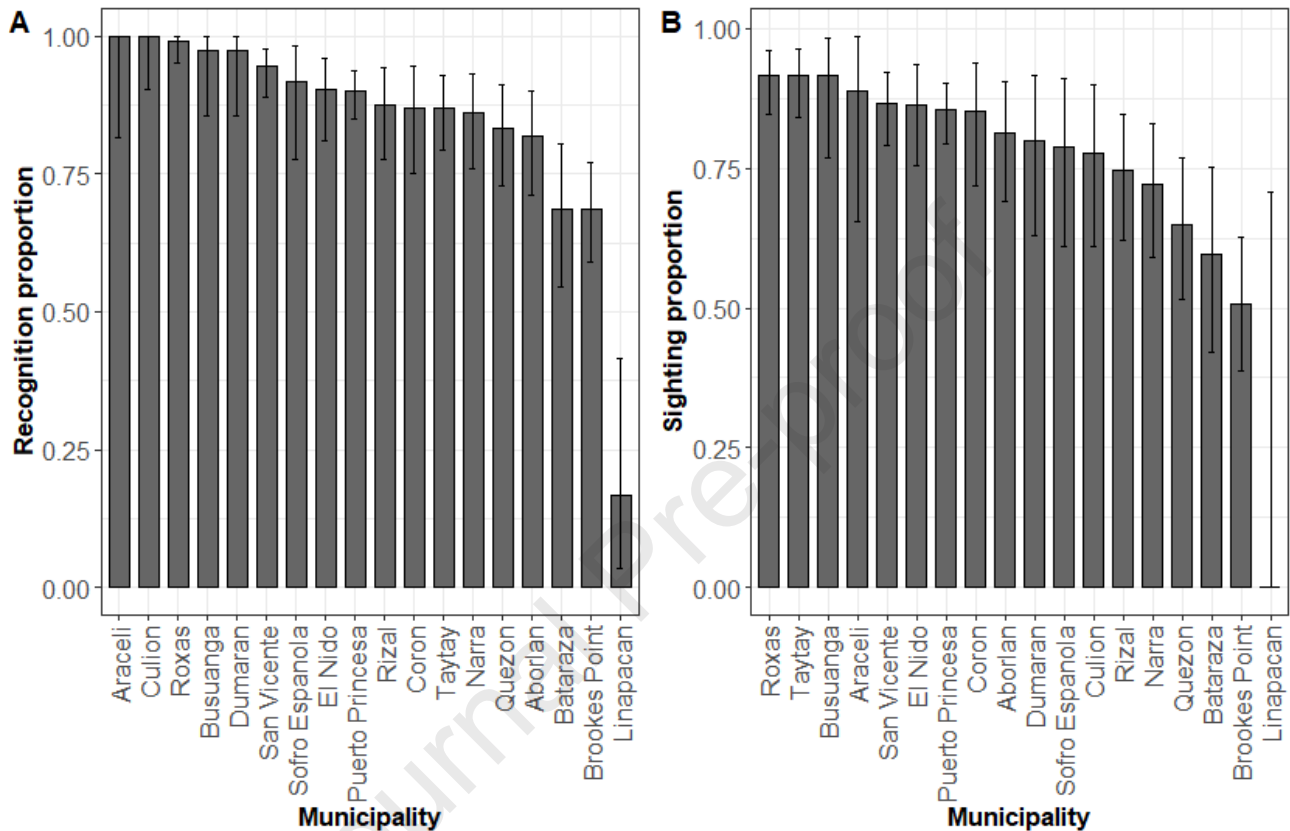 A
1.00
0.75
0.50
0.25
0.00
Recognition proportion
Araceli
Culion
Roxas
Busuanga
Dumaran
San Vicente
Sofro Espanola
El Nido
Puerto Princesa
Rizal
Coron
Taytay
Narra
Quezon
Aborlan
Bataraza
Brookes Point
Linapacan
Municipality
B
1.00
0.75
0.50
0.25
0.00
Sighting proportion
Roxas
Taytay
Busuanga
Araceli
San Vicente
El Nido
Puerto Princesa
Coron
Aborlan
Dumaran
Sofro Espanola
Culion
Rizal
Narra
Quezon
Bataraza
Brookes Point
Linapacan
Municipality
ournal Pre-proof